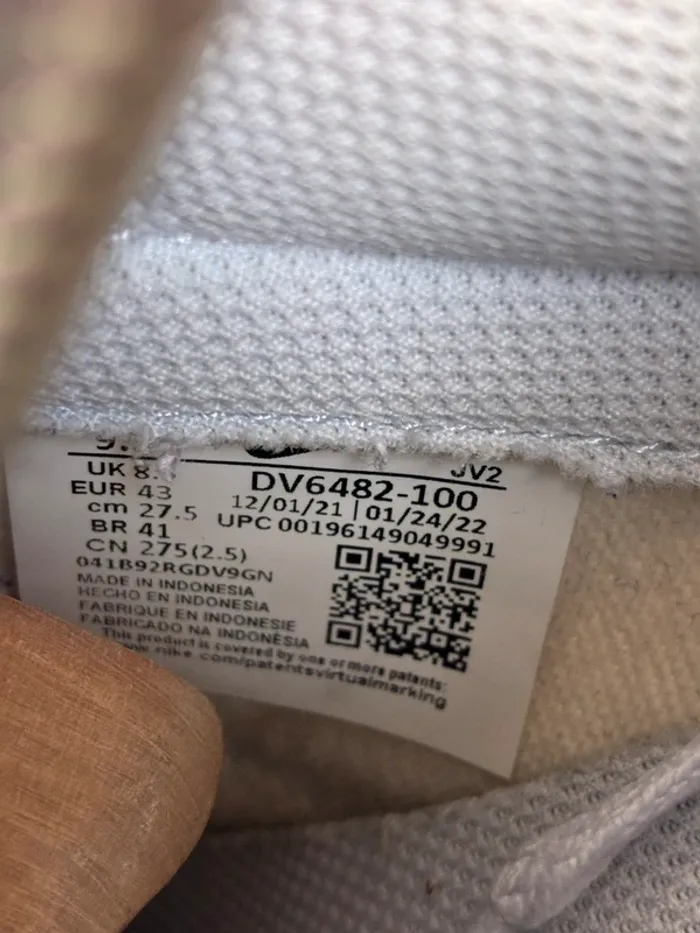 UK 8.
EUR 43
cm 27.5
BR 41
CN 275(2.5)
041B92RGDV9GN
MADE IN INDONESIA
HECHO EN INDONESIA
FABRIQUE EN INDONESIE
FABRICADO NA INDONÉSIA
This product is covered by one or more patents:
nike.com/patentsvirtualmarking
JV2
DV6482-100
12/01/21 | 01/24/22
UPC 00196149049991